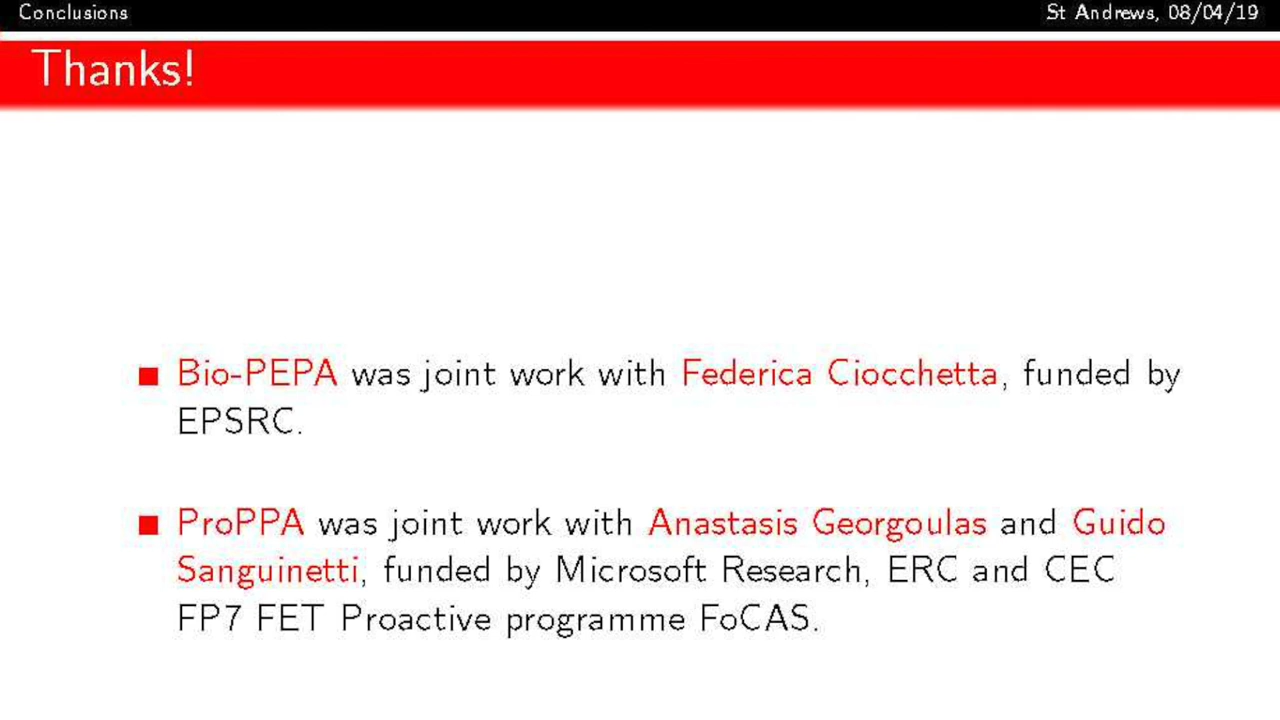 Conclusions
St Andrews, 08/04/19
Thanks!
Bio-PEPA was joint work with Federica Ciocchetta, funded by
EPSRC.
ProPPA was joint work with Anastasis Georgoulas and Guido
Sanguinetti, funded by Microsoft Research, ERC and CEC
FP7 FET Proactive programme FoCAS.